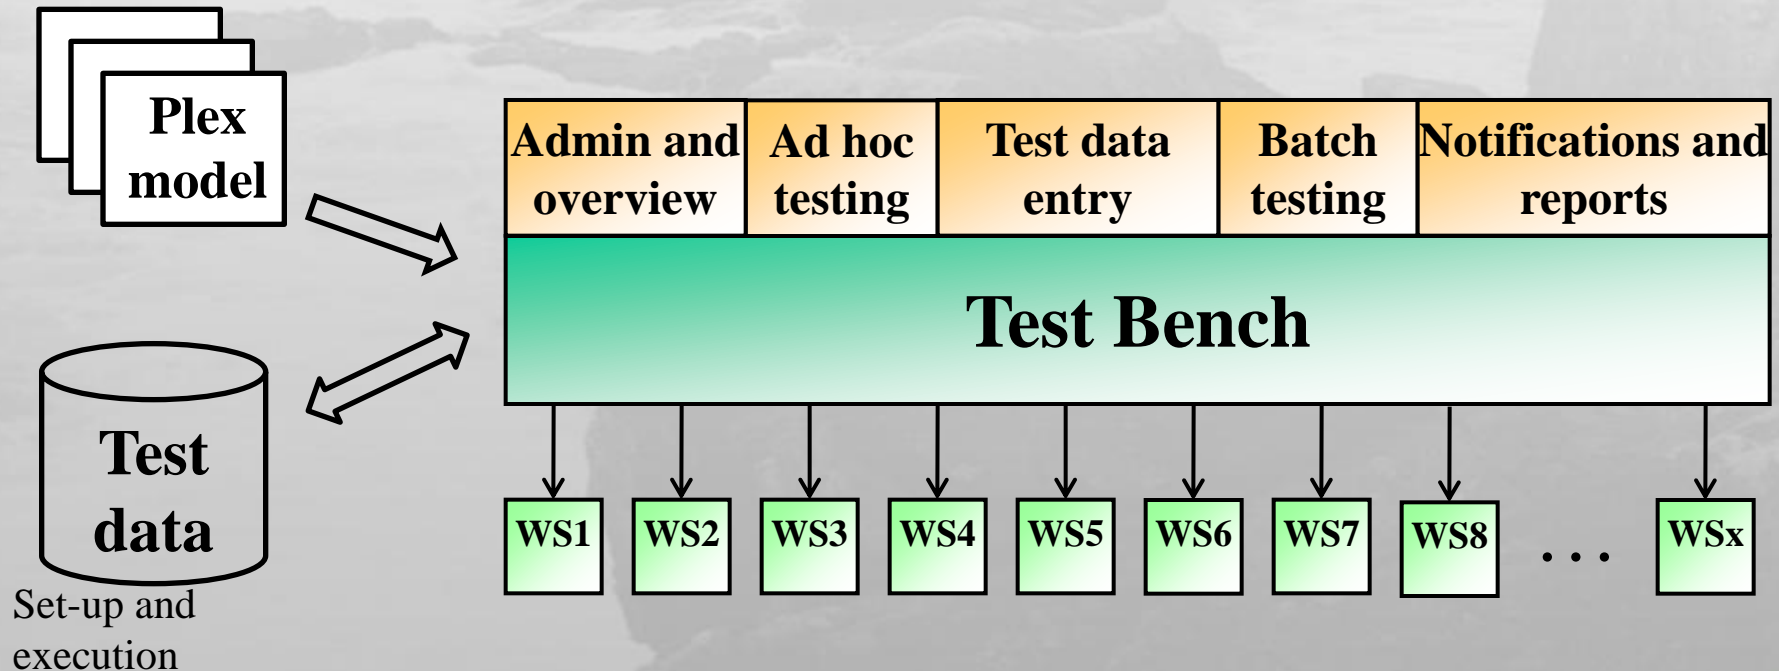 Plex
model
Admin and
overview
Ad hoc
testing
Test data
entry
Batch
testing
Notifications and
reports
Test Bench
Test
data
Set-up and
execution
WS1
WS2
WS3
WS4
WS5
WS6
WS7
WS8
...
WSx